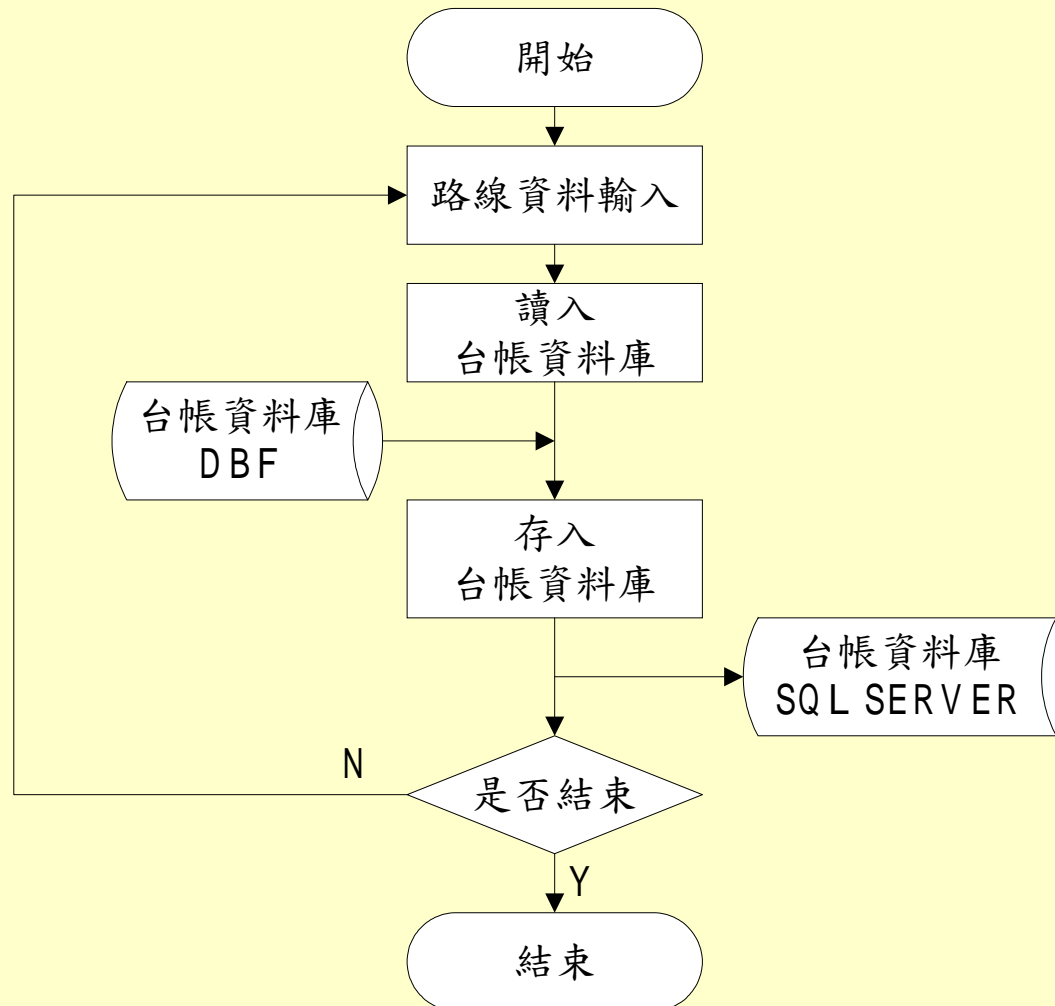 開始
路線資料輸入
讀入
台帳資料庫
台帳資料庫
DBF
存入
台帳資料庫
台帳資料庫
SQL SERVER
N
是否結束
Y
結束